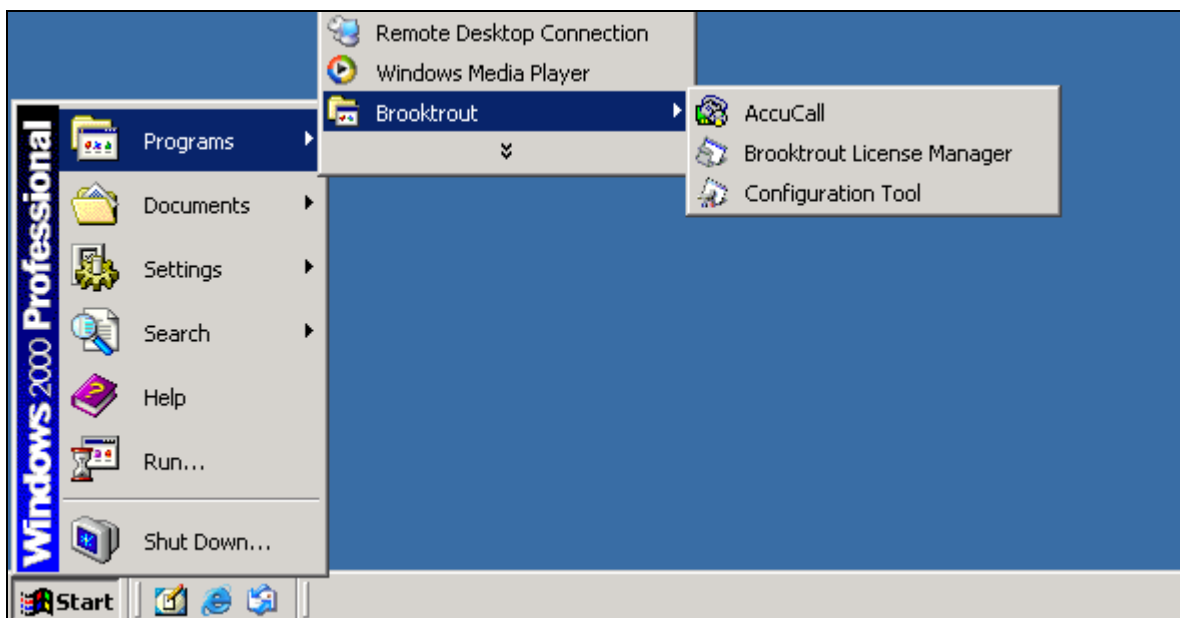 Remote Desktop Connection
Windows Media Player
Brooktrout
AccuCall
Brooktrout License Manager
Configuration Tool
Windows 2000 Professional
Programs
Documents
Settings
Search
Help
Run...
Shut Down...
Start